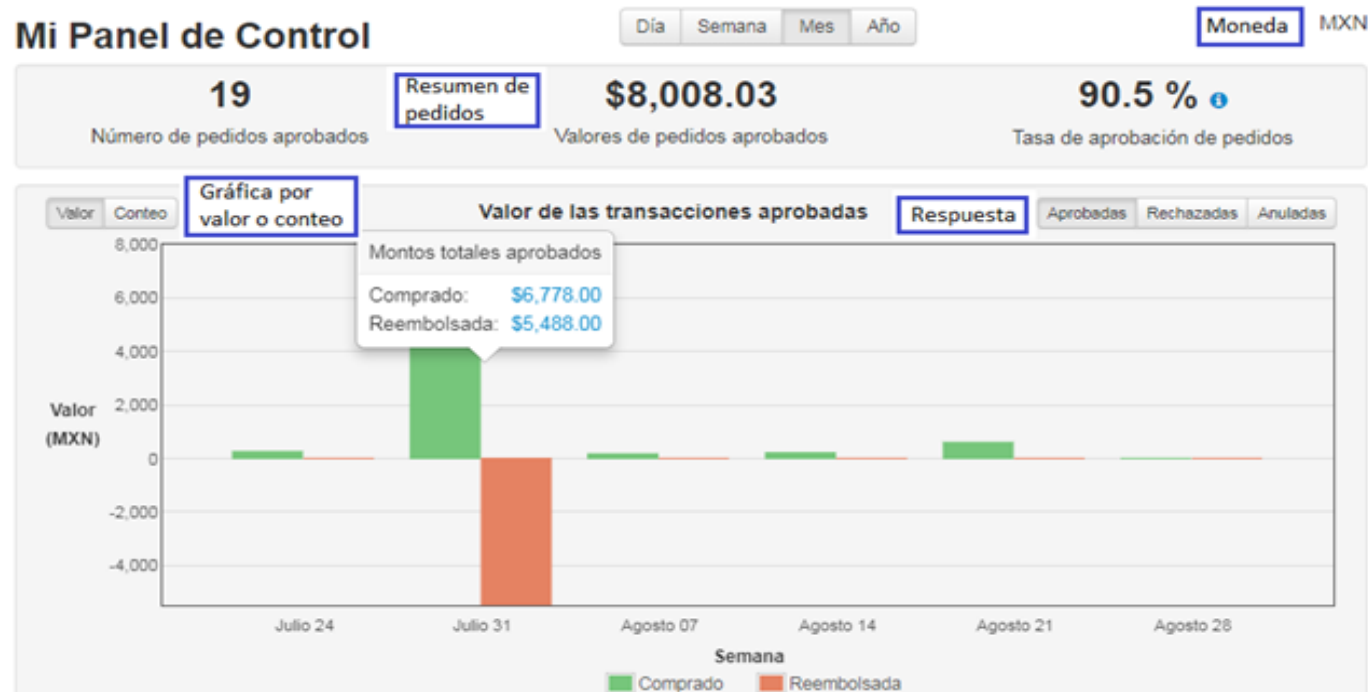 Mi Panel de Control
Día Semana Mes Año
Moneda MXN
19
Número de pedidos aprobados
Resumen de
pedidos
$8,008.03
Valores de pedidos aprobados
90.5 %
Tasa de aprobación de pedidos
Valor Conteo
Gráfica por
valor o conteo
Valor de las transacciones aprobadas
Respuesta
Aprobadas Rechazadas Anuladas
Montos totales aprobados
Comprado: $6,778.00
Reembolsada: $5,488.00
8,000
6,000
4,000
2,000
0
-2,000
-4,000
Valor
(MXN)
Julio 24 Julio 31 Agosto 07 Agosto 14 Agosto 21 Agosto 28
Semana
Comprado Reembolsada